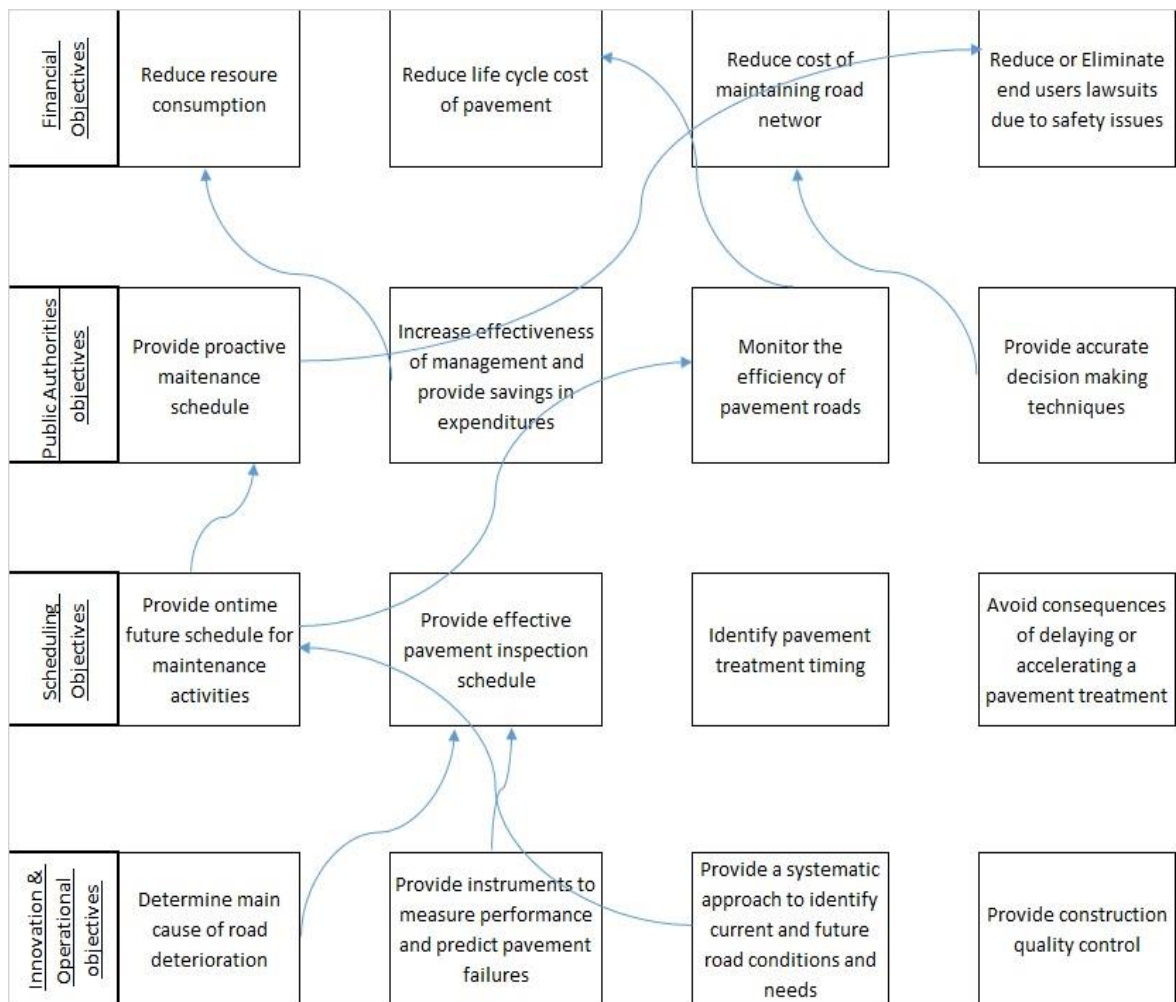 Financial
Objectives
Reduce resoure
consumption
Reduce life cycle cost
of pavement
Reduce cost of
maintaining road
networ
Reduce or Eliminate
end users lawsuits
due to safety issues
Public Authorities
objectives
Provide proactive
maitenance
schedule
Increase effectiveness
of management and
provide savings in
expenditures
Monitor the
efficiency of
pavement roads
Provide accurate
decision making
techniques
Scheduling
Objectives
Provide ontime
future schedule for
maintenance
activities
Provide effective
pavement inspection
schedule
Identify pavement
treatment timing
Avoid consequences
of delaying or
accelerating a
pavement treatment
Innovation &
Operational
objectives
Determine main
cause of road
deterioration
Provide instruments to
measure performance
and predict pavement
failures
Provide a systematic
approach to identify
current and future
road conditions and
needs
Provide construction
quality control